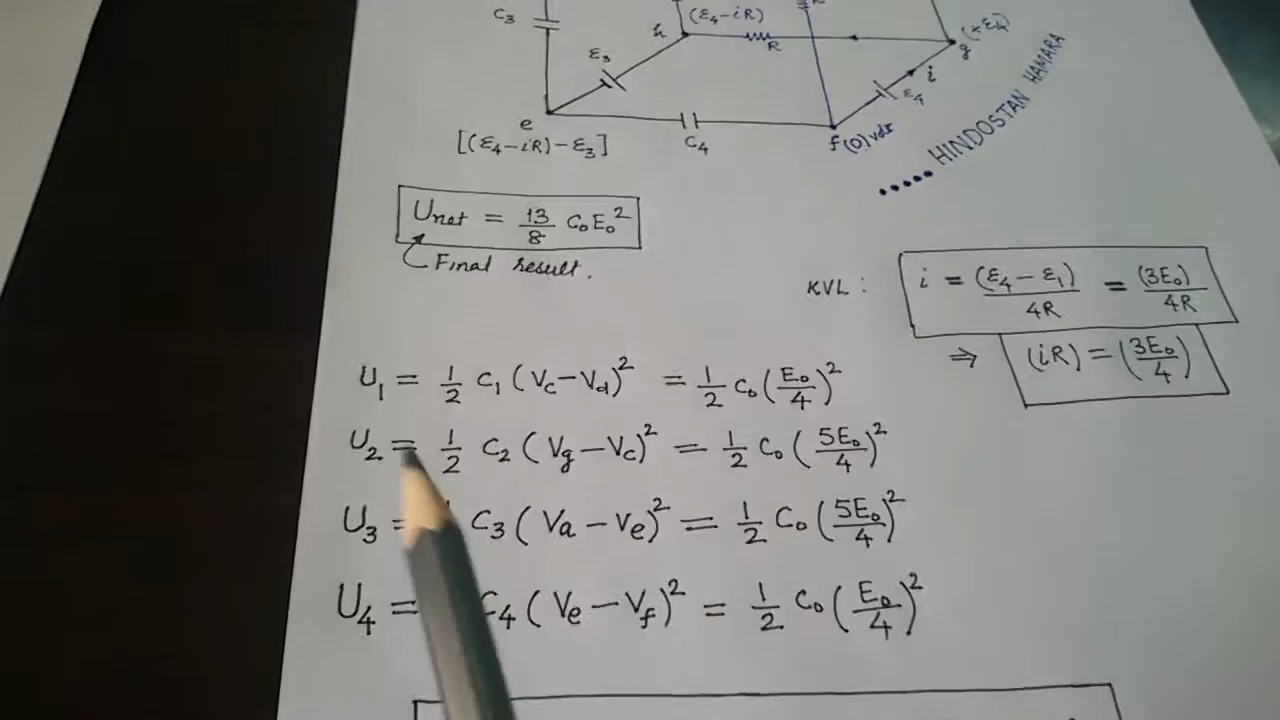 C₃
h (ε₄-iR)
R
g(+ε₄)
ε₃
i
ε₄
e
C₄
f(0)volt
[(ε₄-iR)-ε₃]
..... HINDOSTAN HAMARA
Unet = 13/8 C₀E₀²
Final result.
KVL : i = (ε₄-ε₁)/4R = (3E₀)/4R
⇒ (iR) = (3E₀/4)
U₁ = 1/2 C₁ (Vc-Vd)² = 1/2 C₀ (E₀/4)²
U₂ = 1/2 C₂ (Vg-Vc)² = 1/2 C₀ (5E₀/4)²
U₃ = C₃ (Va-Ve)² = 1/2 C₀ (5E₀/4)²
U₄ = C₄ (Ve-Vf)² = 1/2 C₀ (E₀/4)²